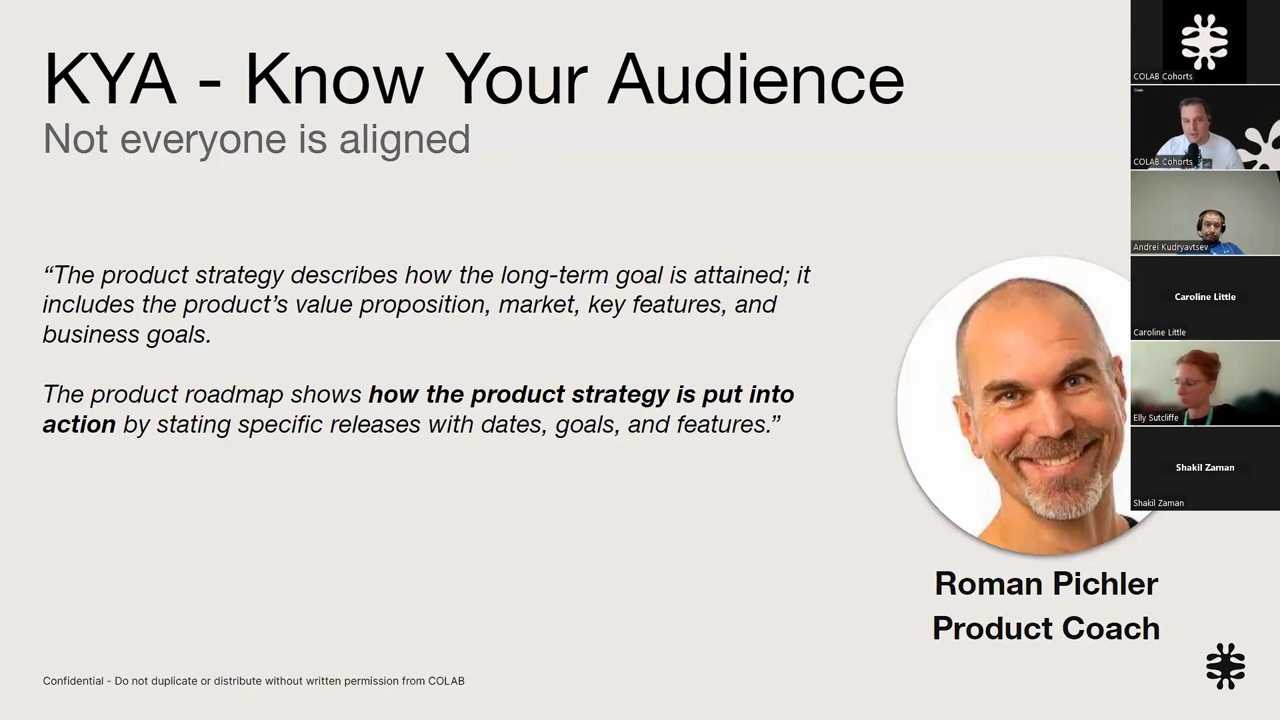 KYA - Know Your Audience
Not everyone is aligned
“The product strategy describes how the long-term goal is attained; it
includes the product’s value proposition, market, key features, and
business goals.
The product roadmap shows how the product strategy is put into
action by stating specific releases with dates, goals, and features.”
Roman Pichler
Product Coach
Confidential - Do not duplicate or distribute without written permission from COLAB
COLAB Cohorts
COLAB Cohorts
Andrei Kudryavtsev
Caroline Little
Caroline Little
Elly Sutcliffe
Shakil Zaman
Shakil Zaman